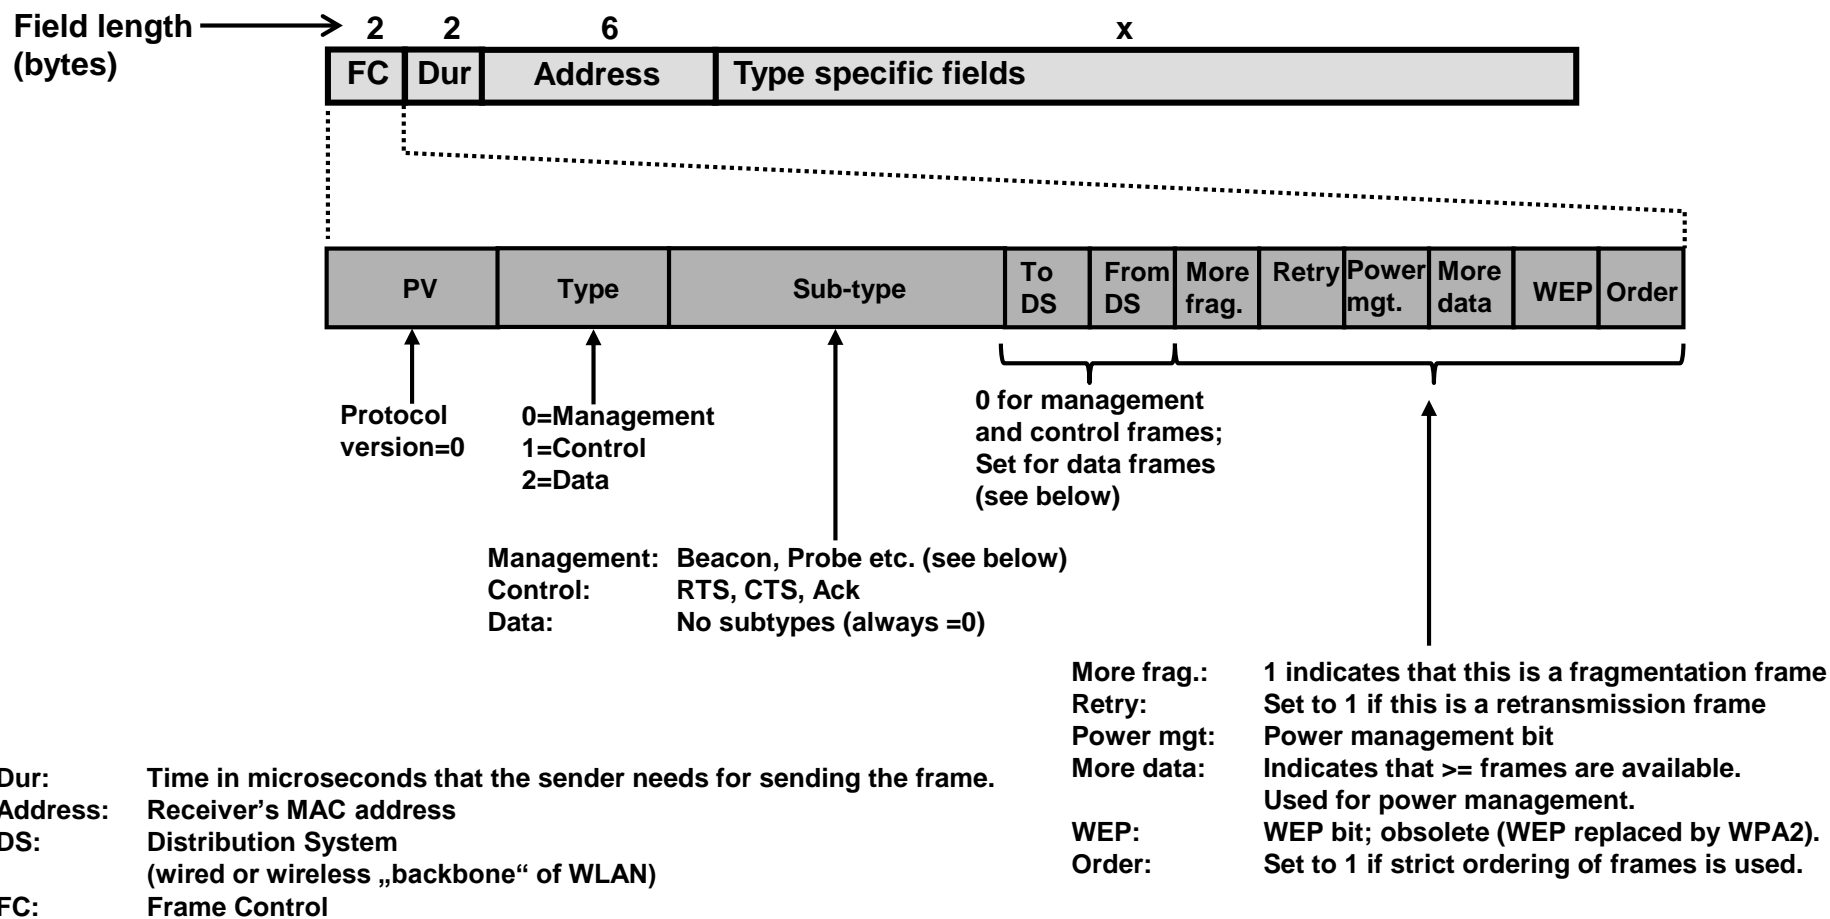 Field length
(bytes)
2 2 6 x
FC Dur Address Type specific fields
PV Type Sub-type To DS From DS More frag. Retry Power mgt. More data WEP Order
Protocol
version=0
0=Management
1=Control
2=Data
0 for management
and control frames;
Set for data frames
(see below)
Management: Beacon, Probe etc. (see below)
Control: RTS, CTS, Ack
Data: No subtypes (always =0)
More frag.: 1 indicates that this is a fragmentation frame
Retry: Set to 1 if this is a retransmission frame
Power mgt: Power management bit
More data: Indicates that >= frames are available.
Used for power management.
WEP: WEP bit; obsolete (WEP replaced by WPA2).
Order: Set to 1 if strict ordering of frames is used.
Dur: Time in microseconds that the sender needs for sending the frame.
Address: Receiver's MAC address
DS: Distribution System
(wired or wireless „backbone“ of WLAN)
FC: Frame Control